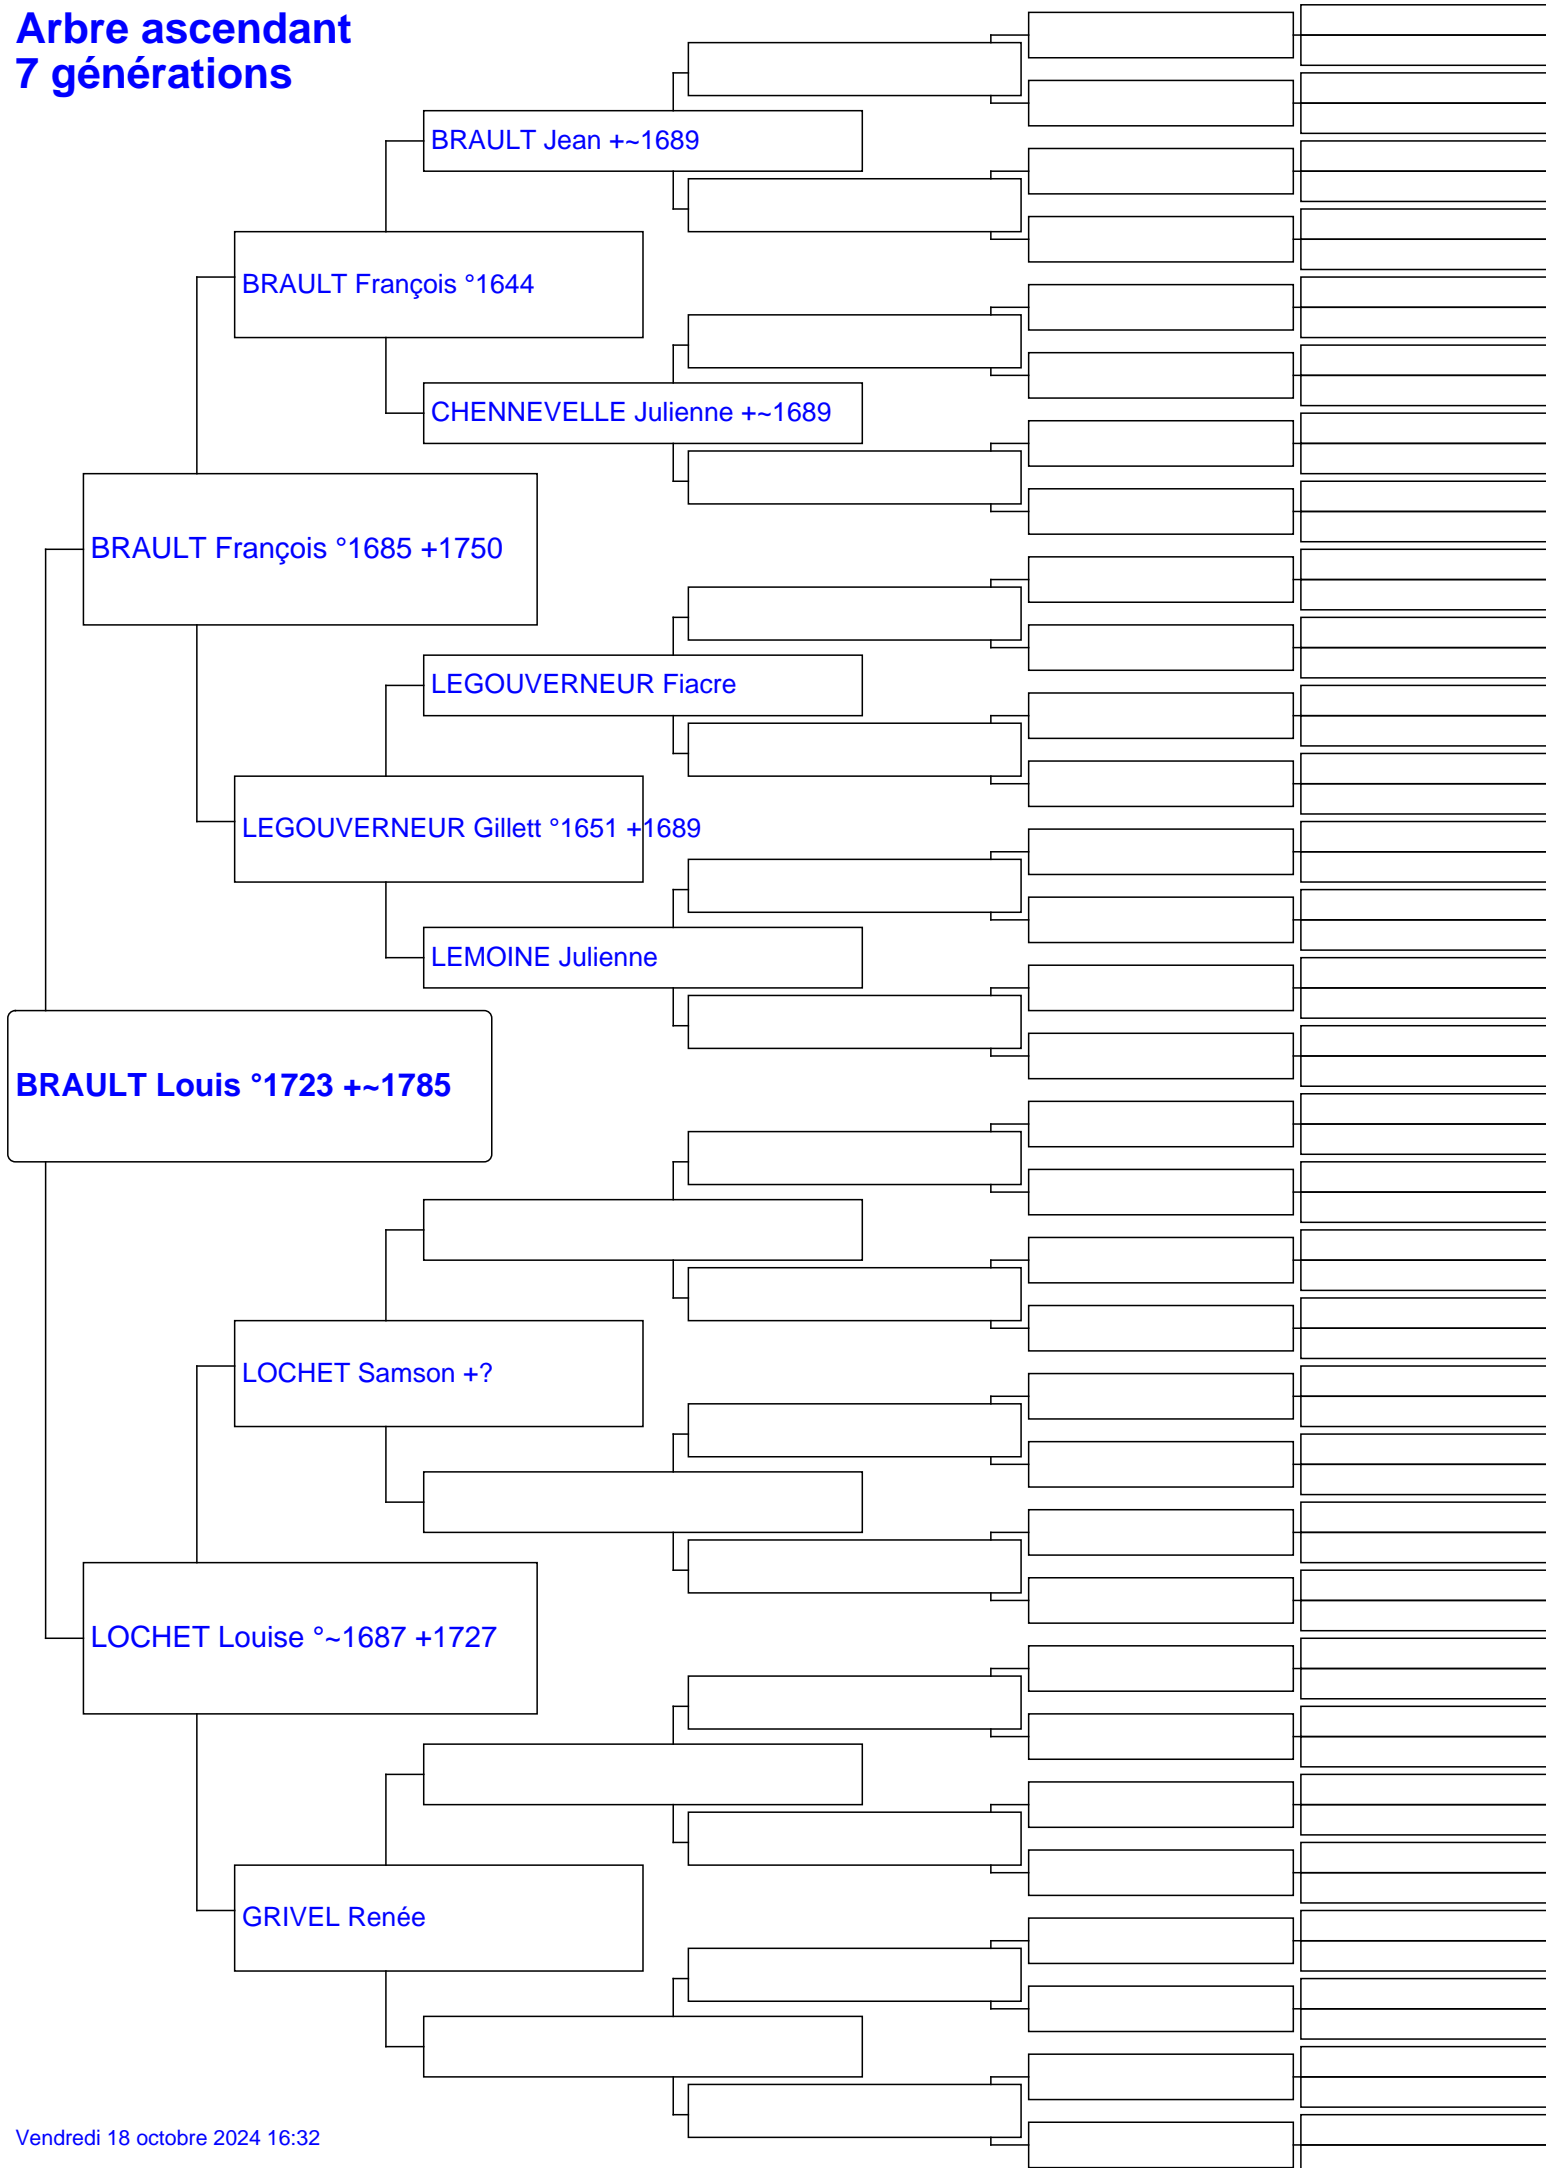 Arbre ascendant
7 générations
BRAULT Jean +~1689
BRAULT François °1644
CHENNEVELLE Julienne +~1689
BRAULT François °1685 +1750
LEGOUVERNEUR Fiacre
LEGOUVERNEUR Gillett °1651 +1689
LEMOINE Julienne
BRAULT Louis °1723 +~1785
LOCHET Samson +?
LOCHET Louise °~1687 +1727
GRIVEL Renée
Vendredi 18 octobre 2024 16:32